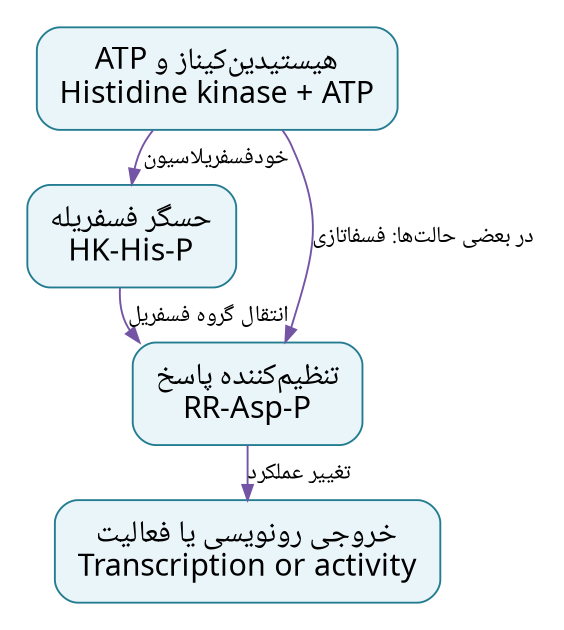 هیستیدین‌کیناز و ATP
Histidine kinase + ATP
خودفسفریلاسیون
حسگر فسفریله
HK-His-P
در بعضی حالت‌ها: فسفاتازی
انتقال گروه فسفریل
تنظیم‌کننده پاسخ
RR-Asp-P
تغییر عملکرد
خروجی رونویسی یا فعالیت
Transcription or activity